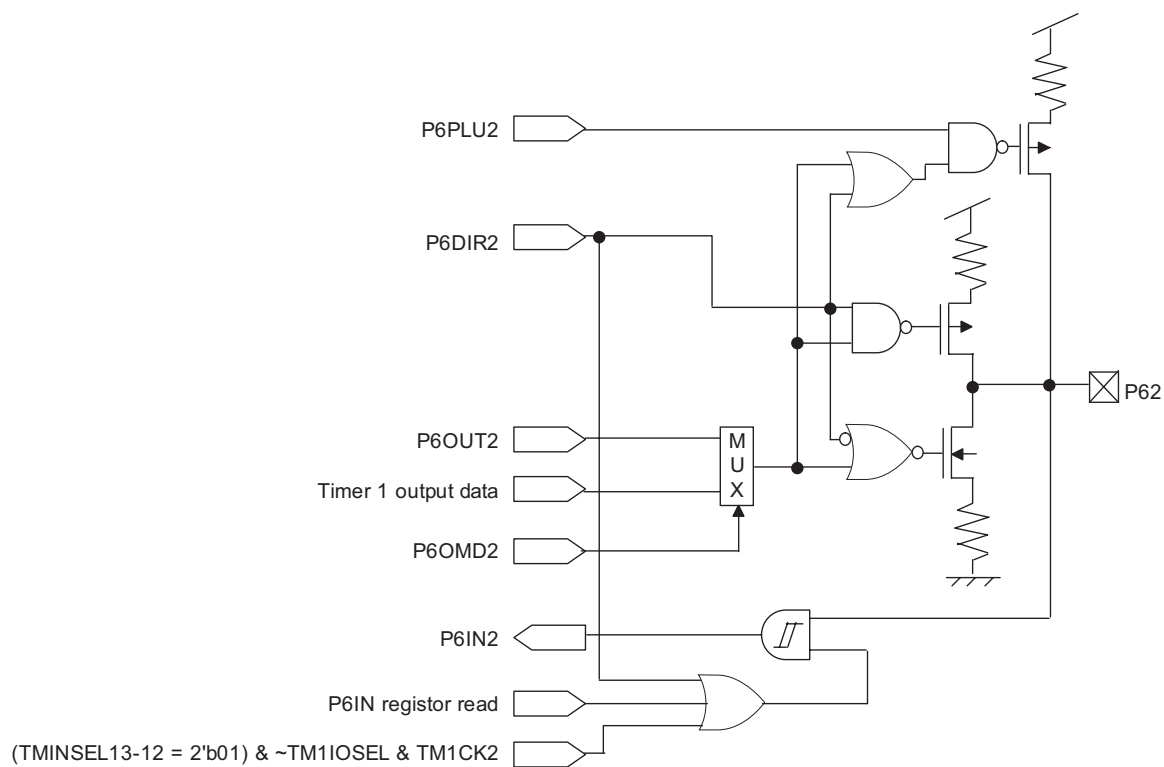 P6PLU2
P6DIR2
P62
P6OUT2
M
U
X
Timer 1 output data
P6OMD2
P6IN2
P6IN registor read
(TMINSEL13-12 = 2'b01) & ~TM1IOSEL & TM1CK2